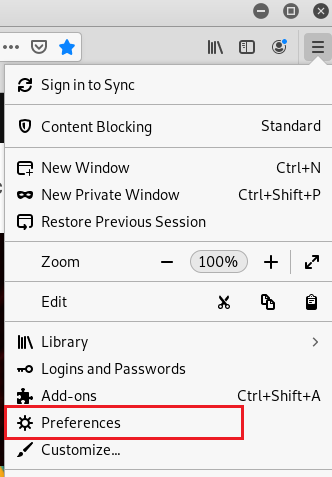 Sign in to Sync
Content Blocking Standard
New Window Ctrl+N
New Private Window Ctrl+Shift+P
Restore Previous Session
Zoom − 100% +
Edit
Library
Logins and Passwords
Add-ons Ctrl+Shift+A
Preferences
Customize...